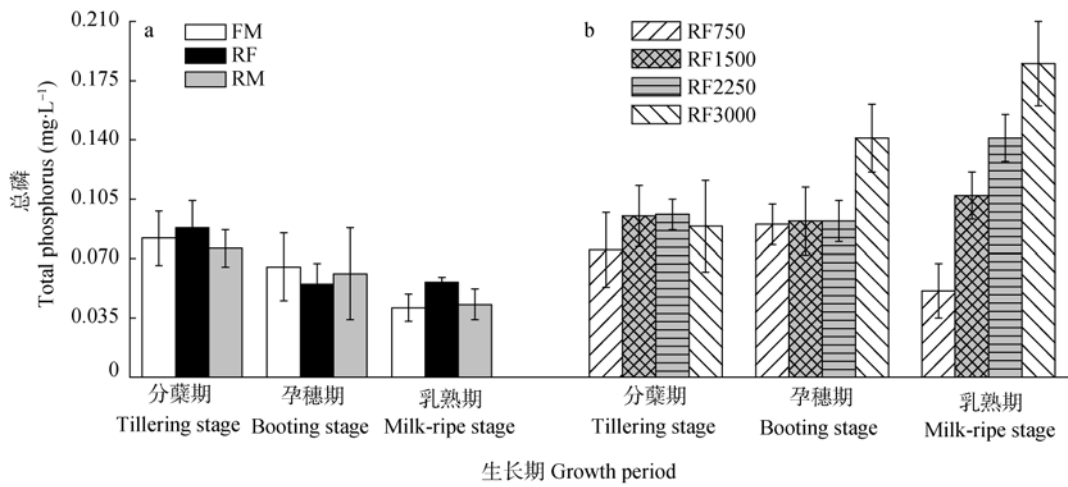 总磷
Total phosphorus (mg·L⁻¹)
0.210
0.175
0.140
0.105
0.070
0.035
0
a
FM
RF
RM
b
RF750
RF1500
RF2250
RF3000
分蘖期
Tillering stage
孕穗期
Booting stage
乳熟期
Milk-ripe stage
分蘖期
Tillering stage
孕穗期
Booting stage
乳熟期
Milk-ripe stage
生长期 Growth period